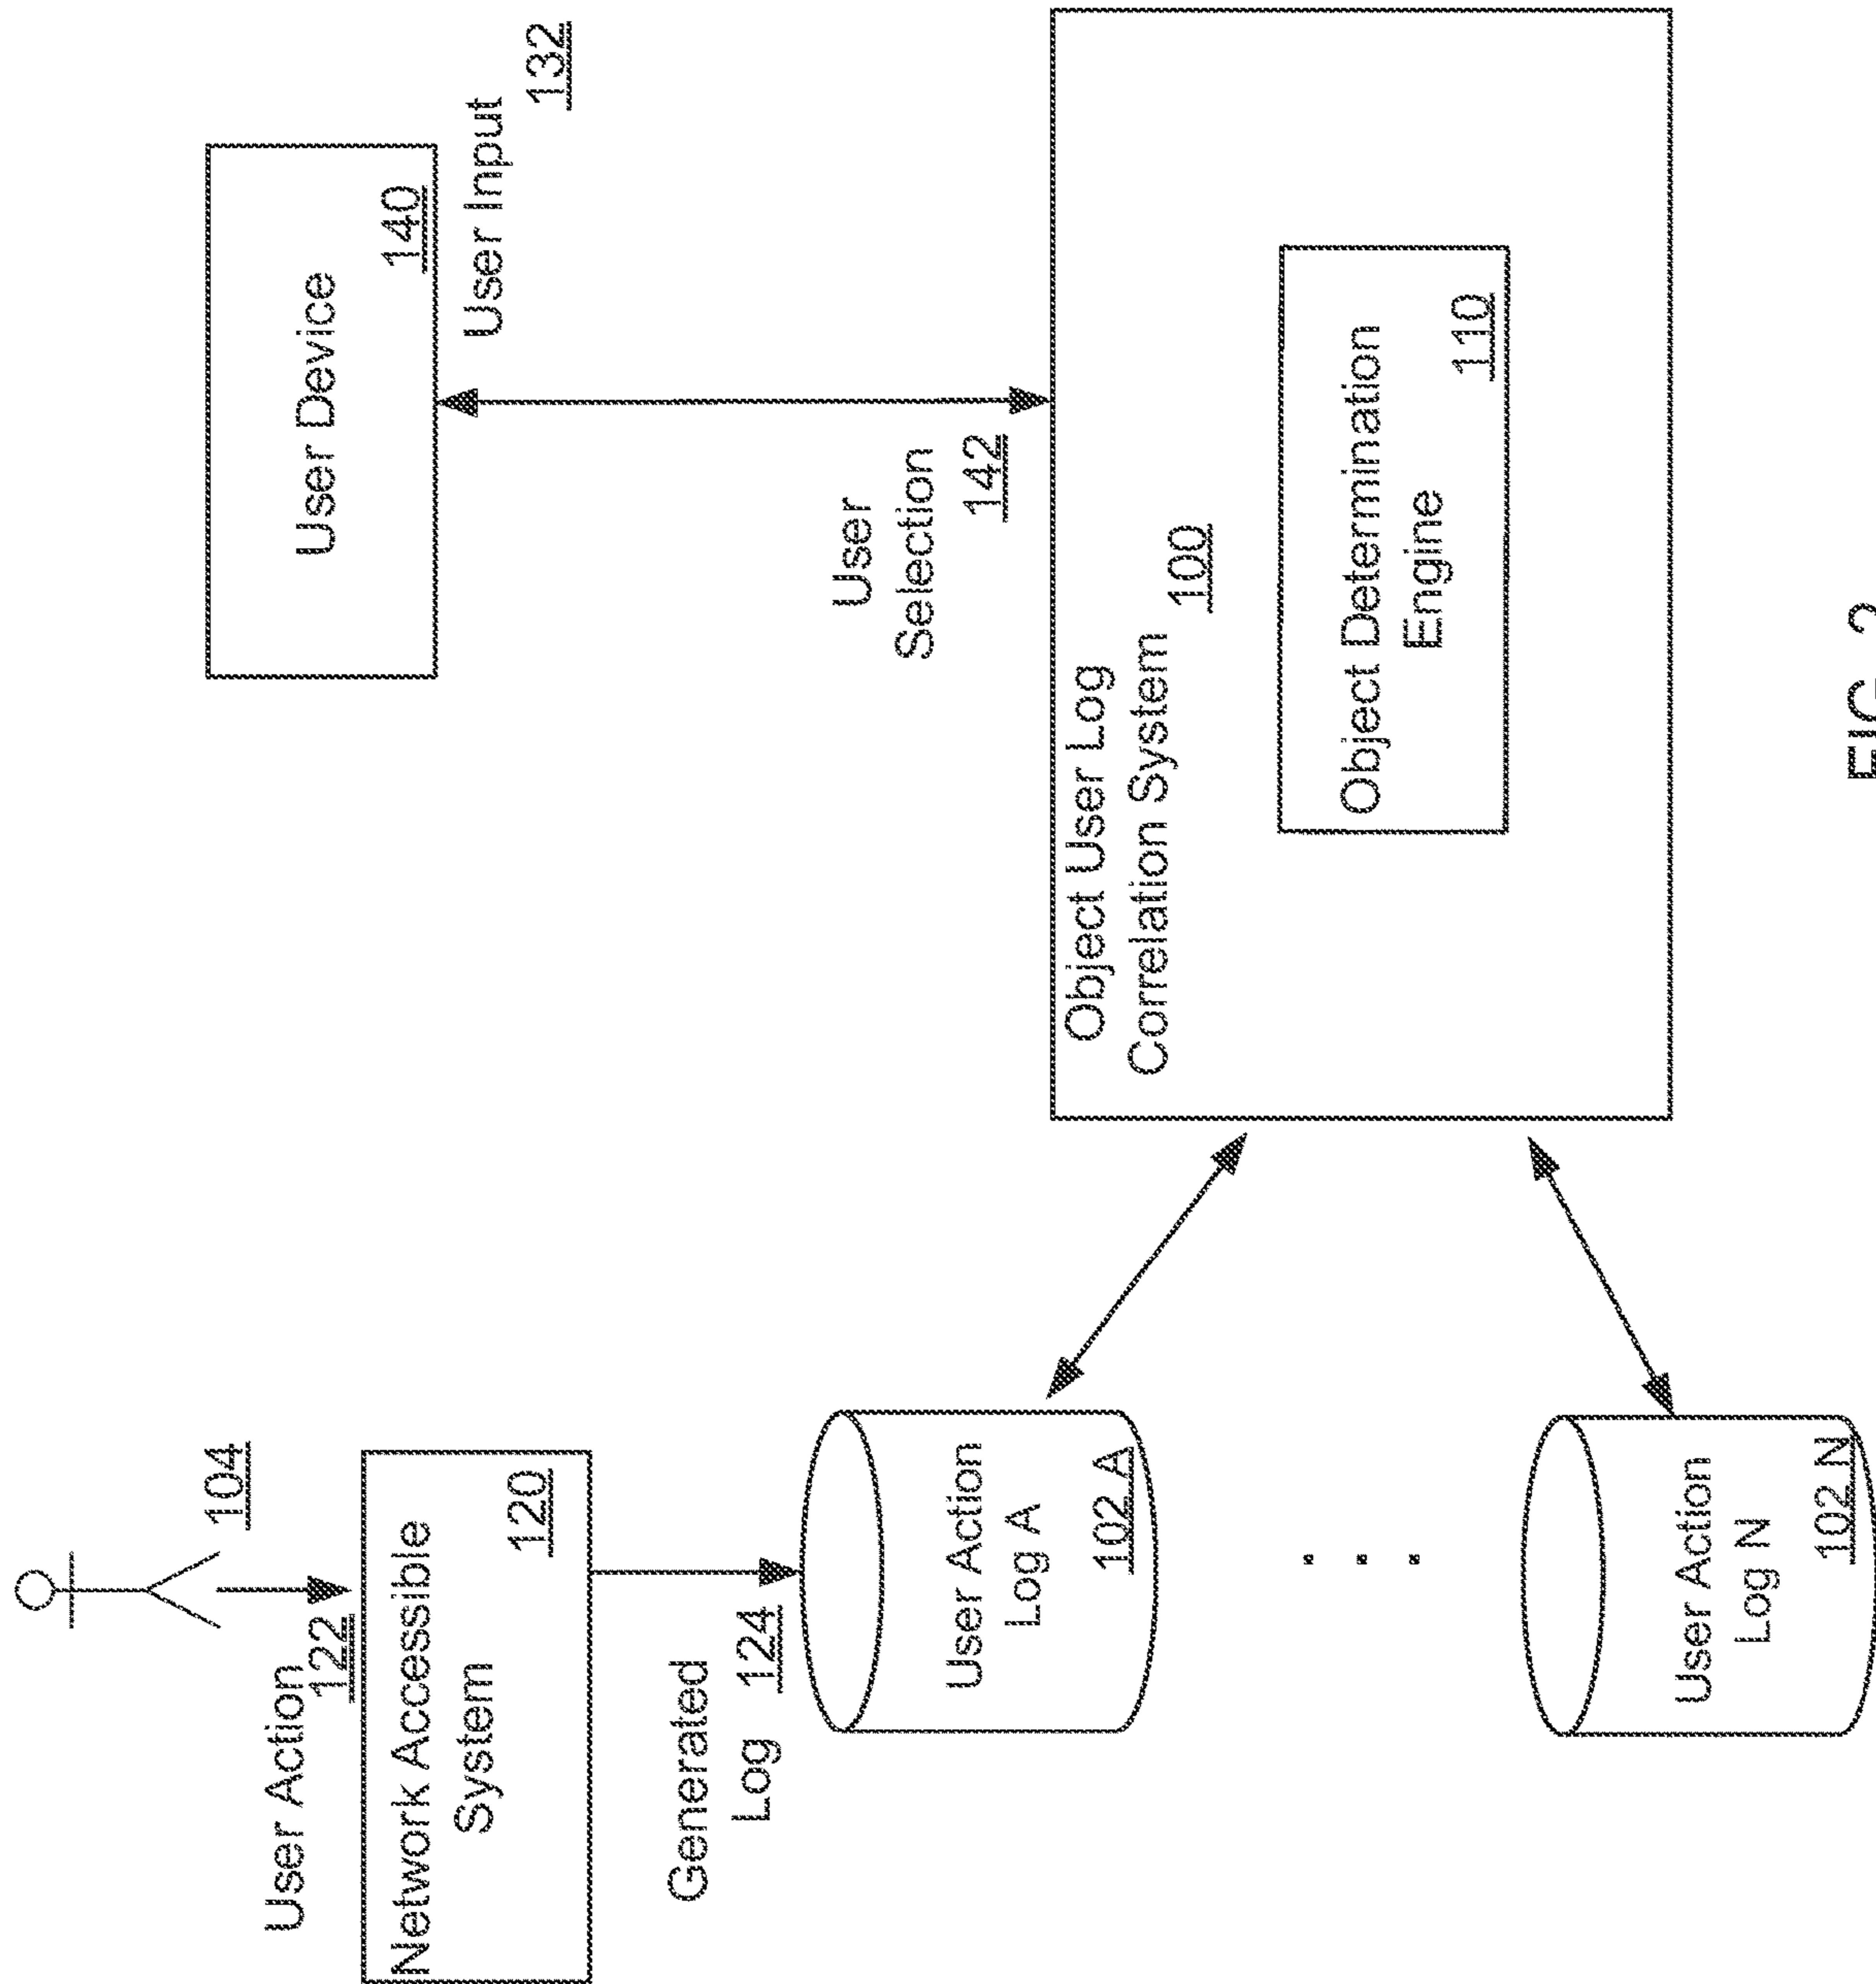 104
User Action
122
Network Accessible
System
120
Generated
Log 124
User Action
Log A
102 A
User Action
Log N
102 N
User Device
140
User Input
132
User
Selection
142
Object User Log
Correlation System
100
Object Determination
Engine
110
FIG. 2